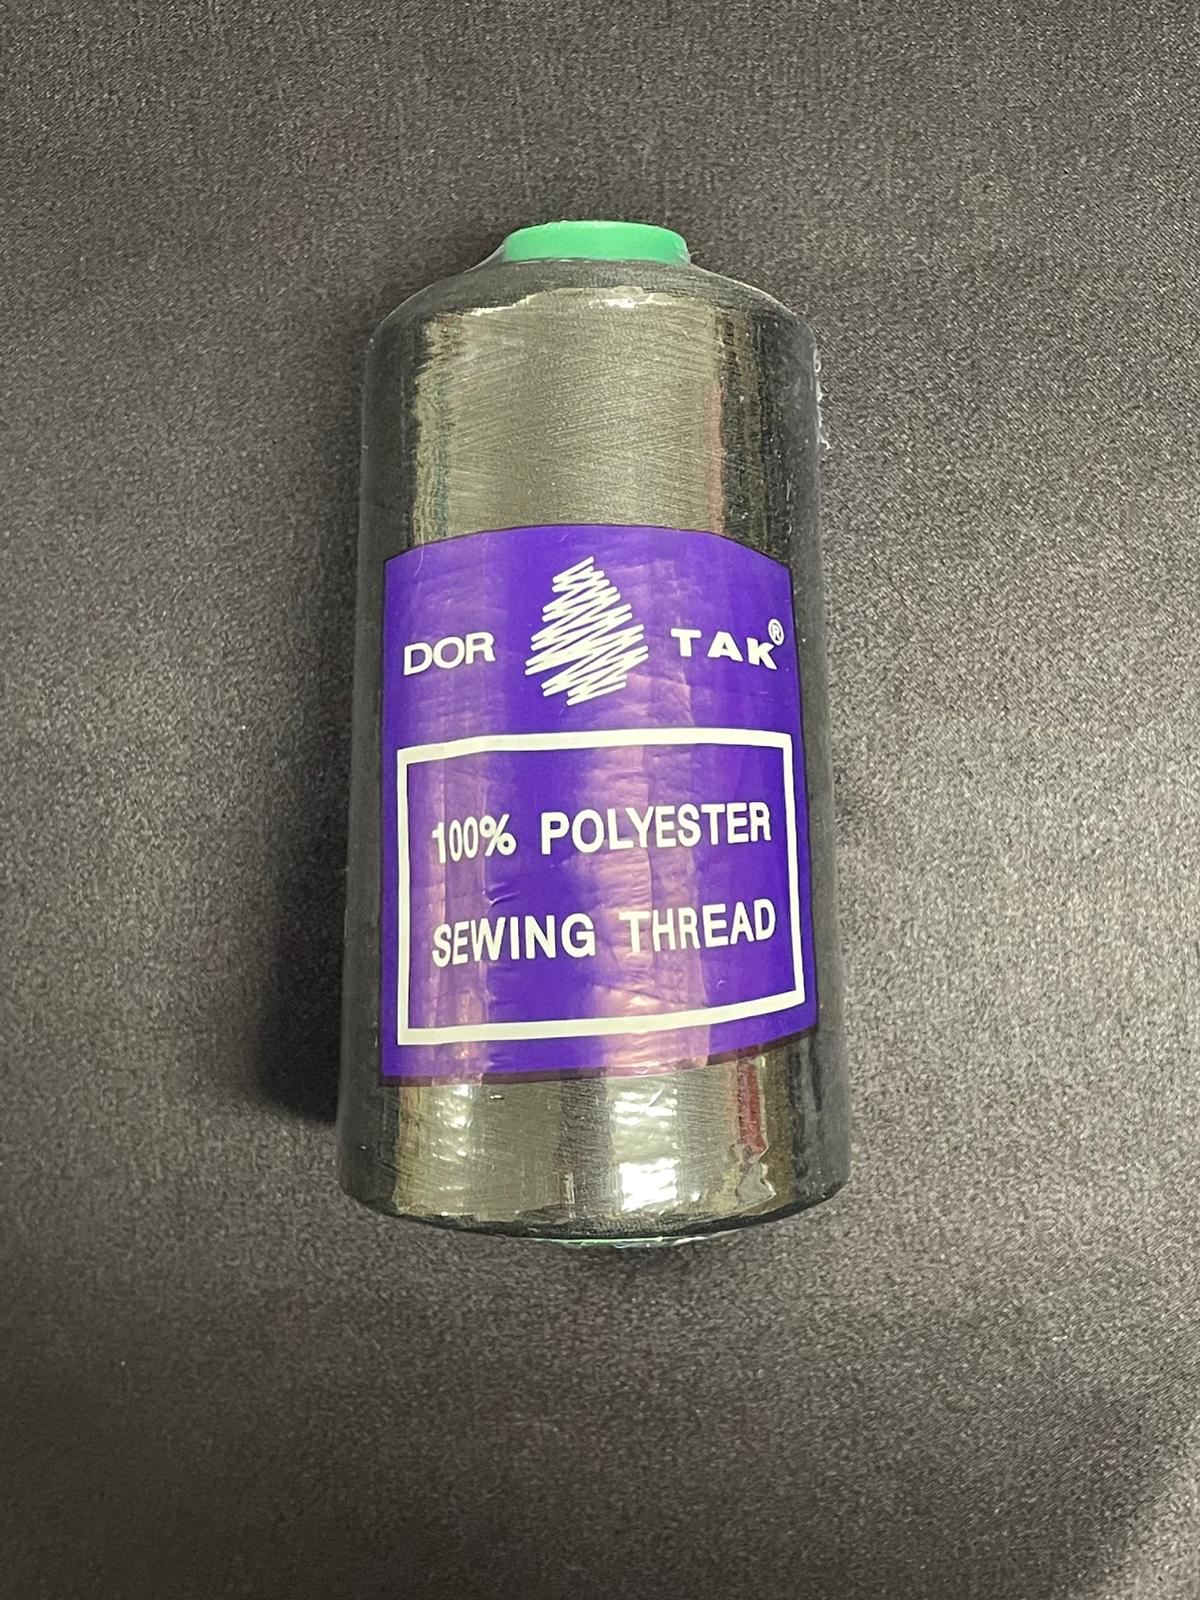 DOR TAK®
100% POLYESTER
SEWING THREAD